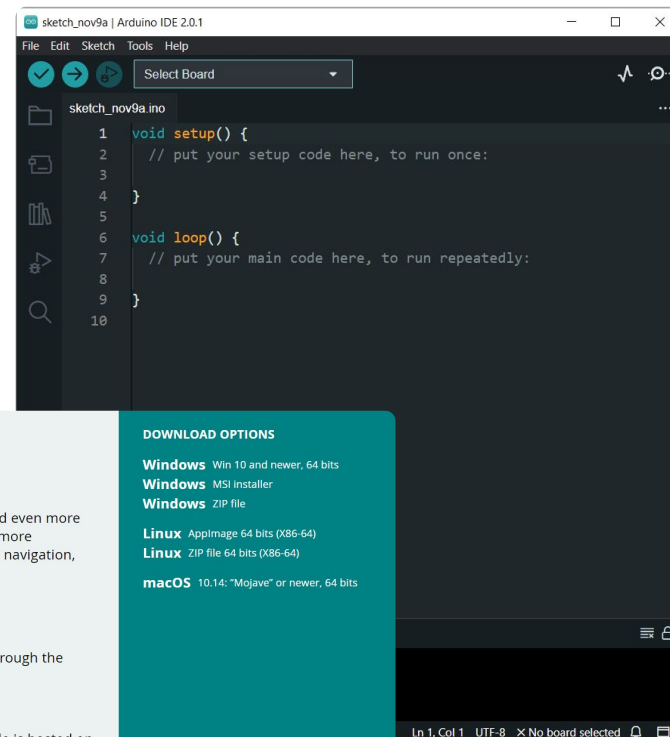 sketch_nov9a | Arduino IDE 2.0.1
File Edit Sketch Tools Help
Select Board
sketch_nov9a.ino
1 void setup() {
2 // put your setup code here, to run once:
3
4 }
5
6 void loop() {
7 // put your main code here, to run repeatedly:
8
9 }
10
DOWNLOAD OPTIONS
Windows Win 10 and newer, 64 bits
Windows MSI installer
Windows ZIP file
Linux AppImage 64 bits (X86-64)
Linux ZIP file 64 bits (X86-64)
macOS 10.14: “Mojave” or newer, 64 bits
even more
more
navigation,
the
Ln 1, Col 1 UTF-8 No board selected